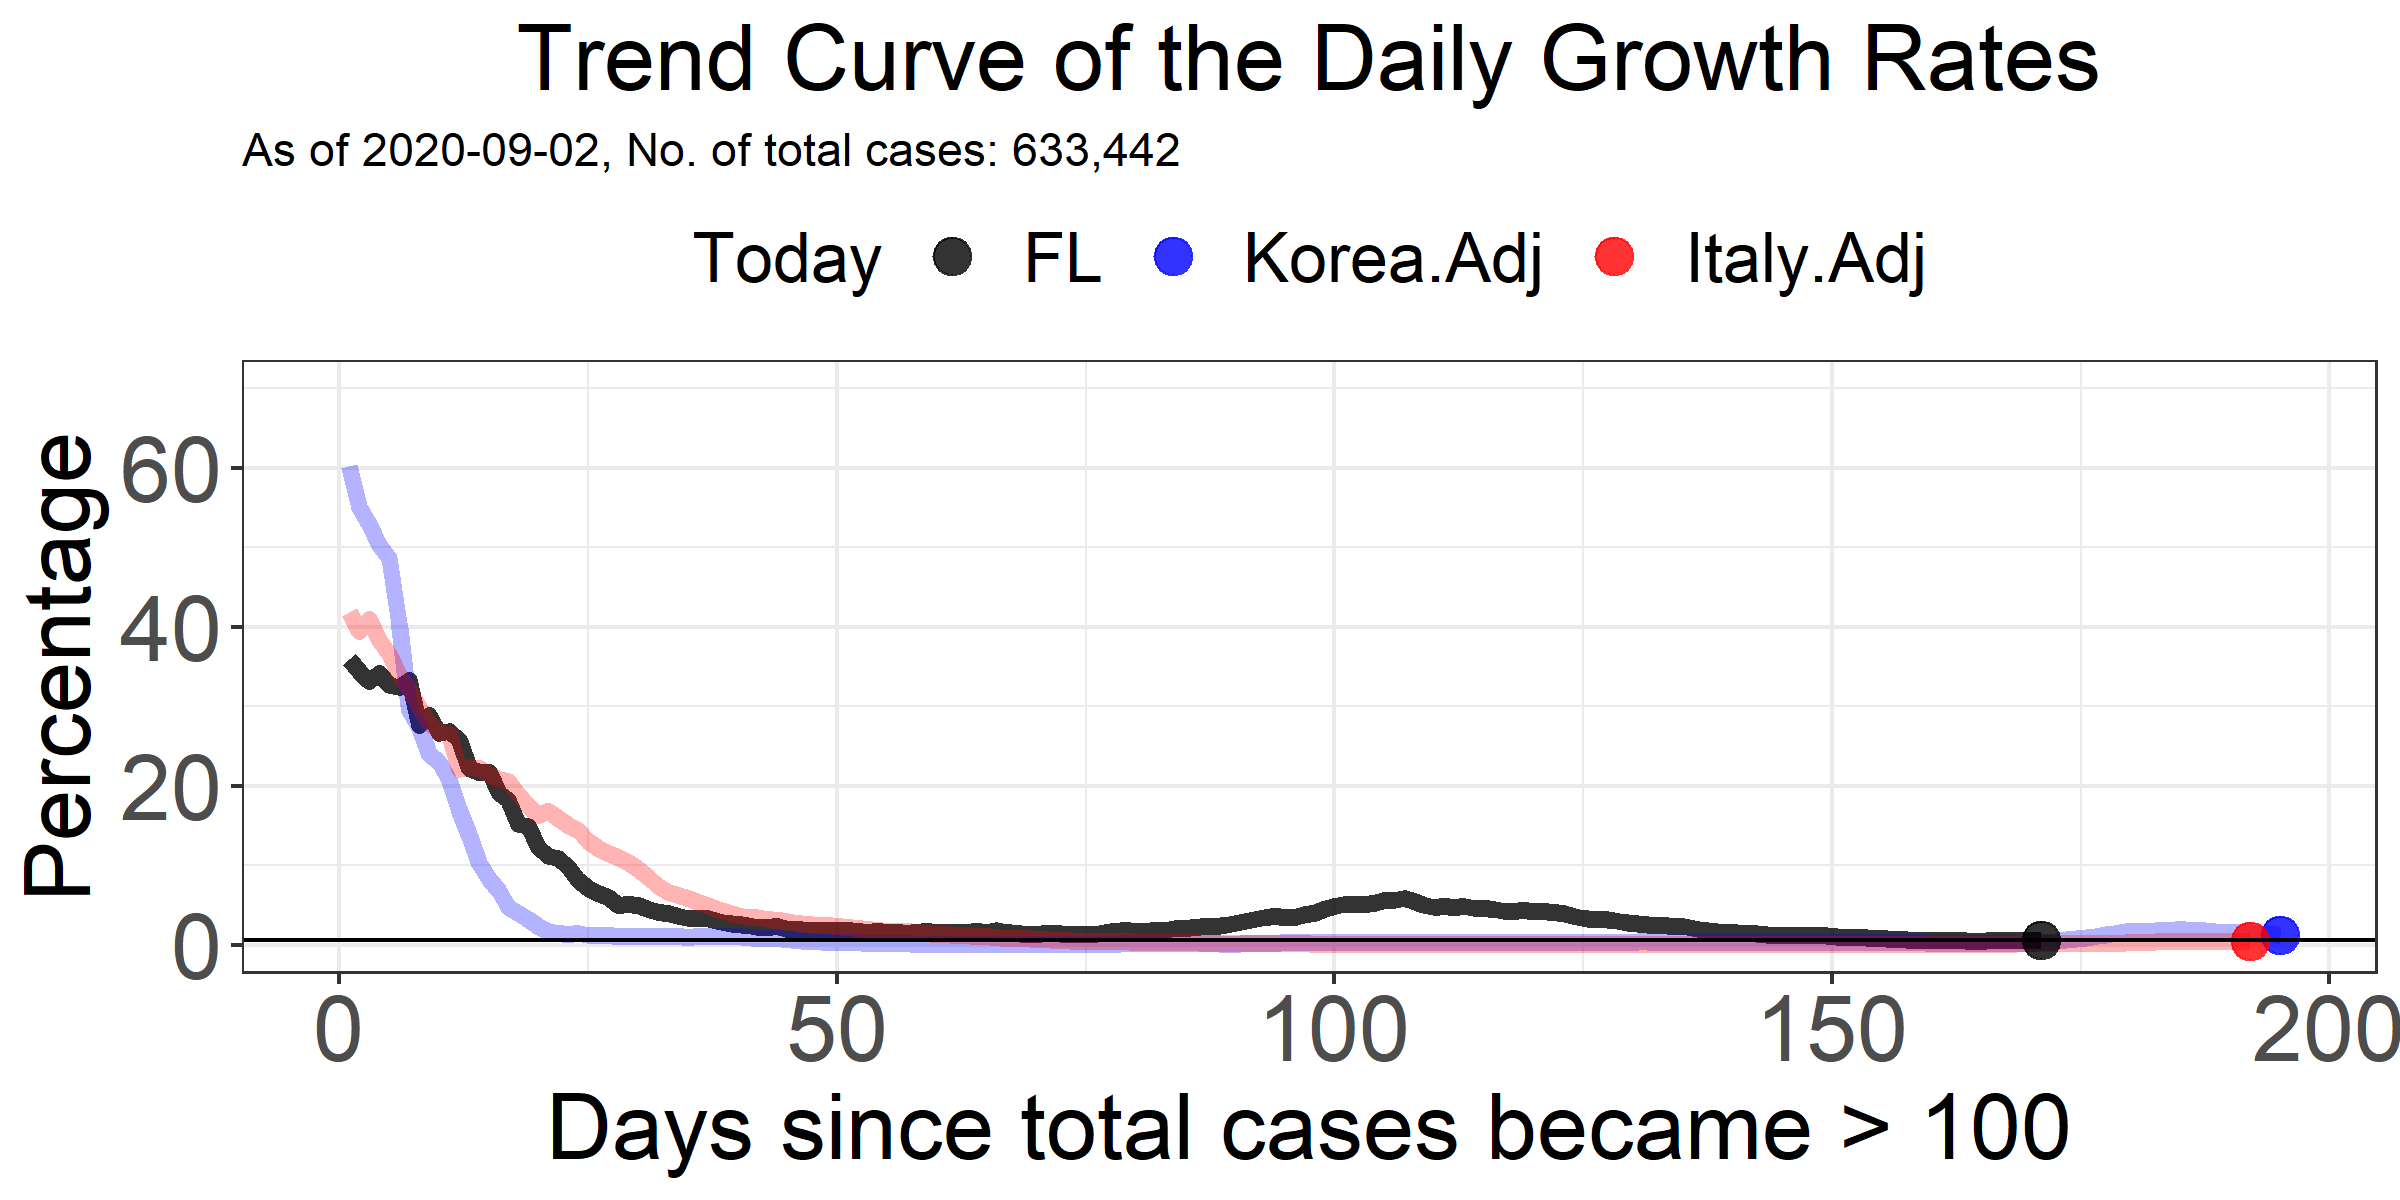 Trend Curve of the Daily Growth Rates
As of 2020-09-02, No. of total cases: 633,442
Today FL Korea.Adj Italy.Adj
Percentage
60
40
20
0
0 50 100 150 200
Days since total cases became > 100